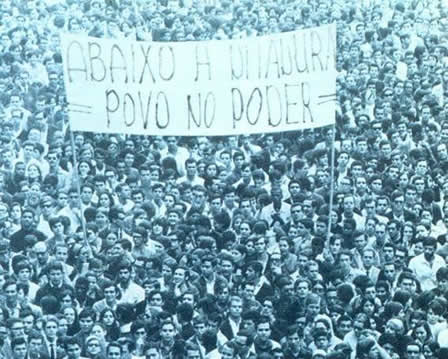 ABAIXO A DITADURA
= POVO NO PODER =